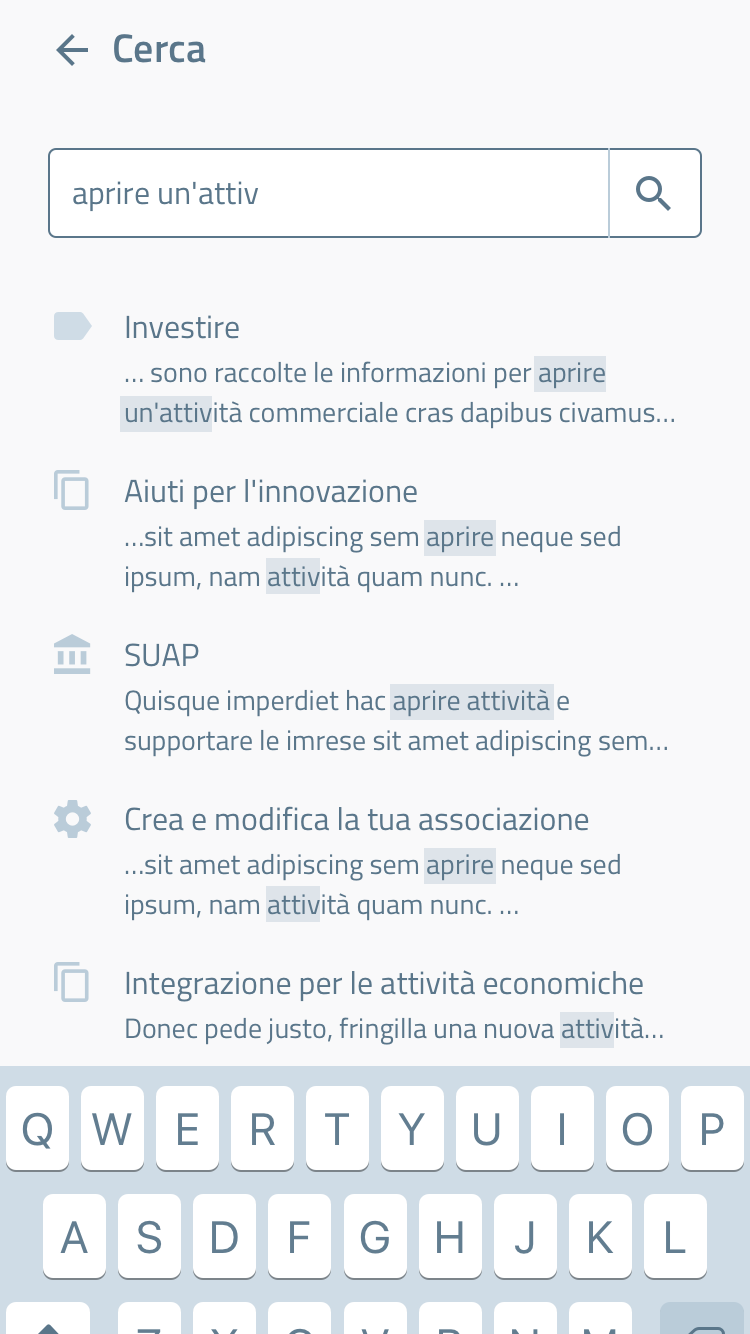 Cerca
aprire un'attiv
Investire
... sono raccolte le informazioni per aprire
un'attività commerciale cras dapibus civamus...
Aiuti per l'innovazione
...sit amet adipiscing sem aprire neque sed
ipsum, nam attività quam nunc. ...
SUAP
Quisque imperdiet hac aprire attività e
supportare le imrese sit amet adipiscing sem...
Crea e modifica la tua associazione
...sit amet adipiscing sem aprire neque sed
ipsum, nam attività quam nunc. ...
Integrazione per le attività economiche
Donec pede justo, fringilla una nuova attività...
Q W E R T Y U I O P
A S D F G H J K L
Z X C V B N M